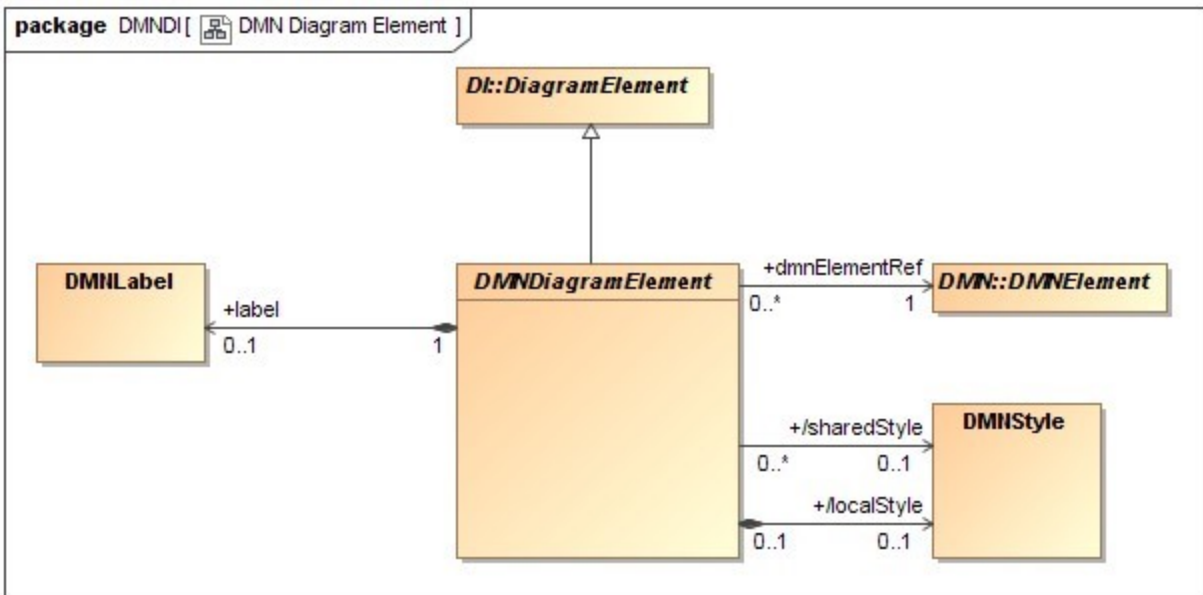 package DMNDI[ DMN Diagram Element ]
DI::DiagramElement
DMNLabel
DMNDiagramElement
+dmnElementRef
DMN::DMNElement
0..*
1
+label
0..1
1
+/sharedStyle
DMNStyle
0..*
0..1
+/localStyle
0..1
0..1